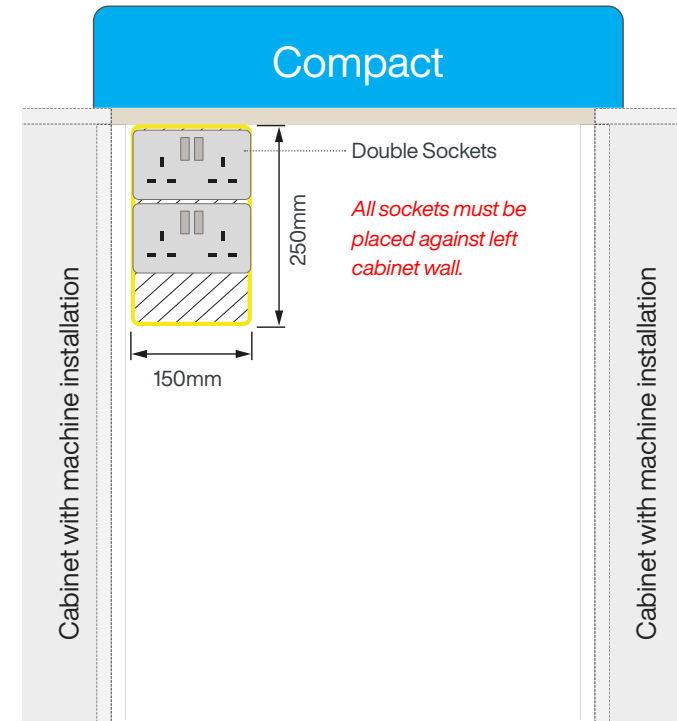 Compact
Double Sockets
All sockets must be
placed against left
cabinet wall.
250mm
150mm
Cabinet with machine installation
Cabinet with machine installation